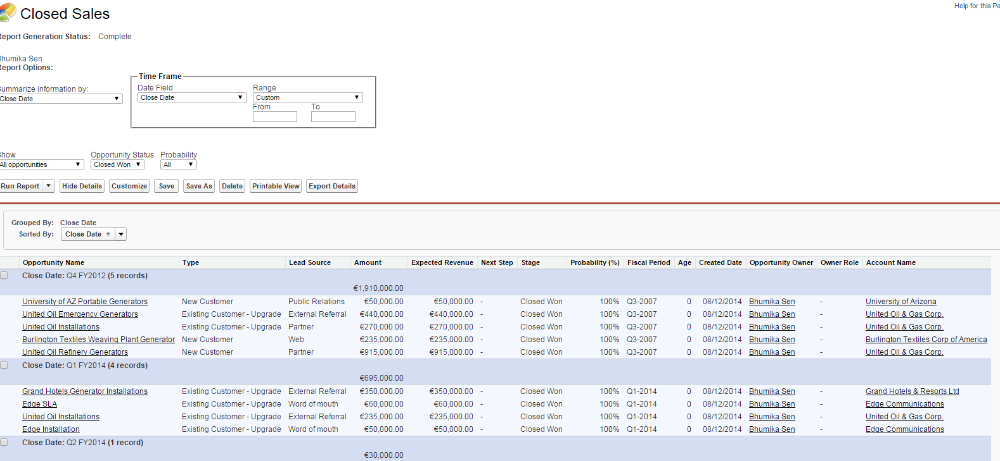 Help for this Pa
Closed Sales
Report Generation Status: Complete
Bhumika Sen
Report Options:
Summarize information by:
Close Date
Time Frame
Date Field Range
Close Date Custom
From To
Show Opportunity Status Probability
All opportunities Closed Won All
Run Report Hide Details Customize Save Save As Delete Printable View Export Details
Grouped By: Close Date
Sorted By: Close Date ↑
Opportunity Name Type Lead Source Amount Expected Revenue Next Step Stage Probability (%) Fiscal Period Age Created Date Opportunity Owner Owner Role Account Name
Close Date: Q4 FY2012 (5 records)
€1,910,000.00
University of AZ Portable Generators New Customer Public Relations €50,000.00 €50,000.00 - Closed Won 100% Q3-2007 0 08/12/2014 Bhumika Sen - University of Arizona
United Oil Emergency Generators Existing Customer - Upgrade External Referral €440,000.00 €440,000.00 - Closed Won 100% Q3-2007 0 08/12/2014 Bhumika Sen - United Oil & Gas Corp.
United Oil Installations Existing Customer - Upgrade Partner €270,000.00 €270,000.00 - Closed Won 100% Q3-2007 0 08/12/2014 Bhumika Sen - United Oil & Gas Corp.
Burlington Textiles Weaving Plant Generator New Customer Web €235,000.00 €235,000.00 - Closed Won 100% Q3-2007 0 08/12/2014 Bhumika Sen - Burlington Textiles Corp of America
United Oil Refinery Generators New Customer Partner €915,000.00 €915,000.00 - Closed Won 100% Q3-2007 0 08/12/2014 Bhumika Sen - United Oil & Gas Corp.
Close Date: Q1 FY2014 (4 records)
€695,000.00
Grand Hotels Generator Installations Existing Customer - Upgrade External Referral €350,000.00 €350,000.00 - Closed Won 100% Q1-2014 0 08/12/2014 Bhumika Sen - Grand Hotels & Resorts Ltd
Edge SLA Existing Customer - Upgrade Word of mouth €60,000.00 €60,000.00 - Closed Won 100% Q1-2014 0 08/12/2014 Bhumika Sen - Edge Communications
United Oil Installations Existing Customer - Upgrade External Referral €235,000.00 €235,000.00 - Closed Won 100% Q1-2014 0 08/12/2014 Bhumika Sen - United Oil & Gas Corp.
Edge Installation Existing Customer - Upgrade Word of mouth €50,000.00 €50,000.00 - Closed Won 100% Q1-2014 0 08/12/2014 Bhumika Sen - Edge Communications
Close Date: Q2 FY2014 (1 record)
€30,000.00